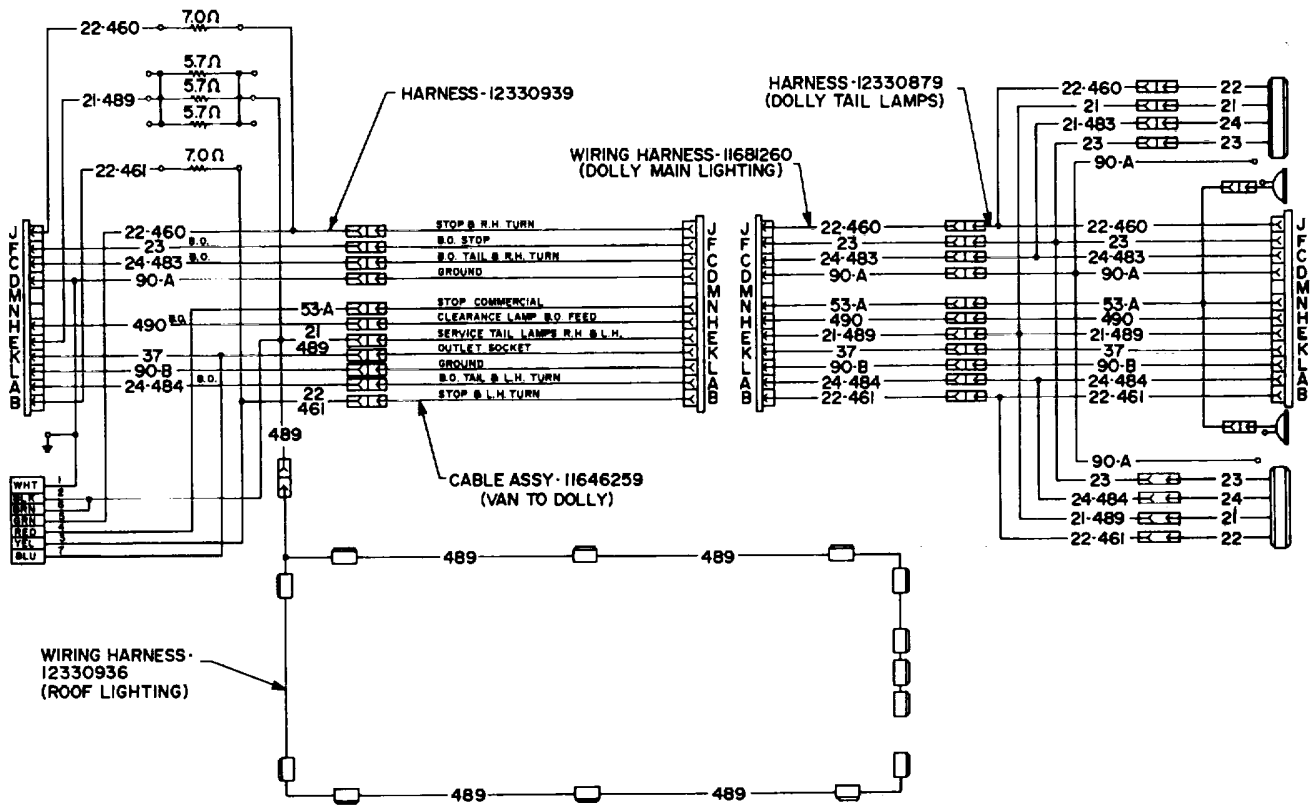 7.0Ω
22-460
5.7Ω
5.7Ω
21-489
5.7Ω
7.0Ω
22-461
HARNESS-12330939
HARNESS-12330879
(DOLLY TAIL LAMPS)
WIRING HARNESS-11681260
(DOLLY MAIN LIGHTING)
22-460 22
21 21
21-483 24
23 23
90-A
J 22-460 STOP & R.H. TURN J
F 23 B.O. B.O. STOP F
C 24-483 B.O. B.O. TAIL & R.H. TURN C
D 90-A GROUND D
M M
N 53-A STOP COMMERCIAL N
H 490 B.O. CLEARANCE LAMP B.O. FEED H
E 21 489 SERVICE TAIL LAMPS R.H. & L.H. E
K 37 OUTLET SOCKET K
L 90-B GROUND L
A 24-484 B.O. B.O. TAIL & L.H. TURN A
B 22 461 STOP & L.H. TURN B
J 22-460 22-460 J
F 23 23 F
C 24-483 24-483 C
D 90-A 90-A D
M M
N 53-A 53-A N
H 490 490 H
E 21-489 21-489 E
K 37 37 K
L 90-B 90-B L
A 24-484 24-484 A
B 22-461 22-461 B
489
CABLE ASSY-11646259
(VAN TO DOLLY)
90-A
23 23
24-484 24
21-489 21
22-461 22
WHT 1
BLK 2
BRN 6
GRN 5
RED 4
YEL 3
BLU 7
489 489
WIRING HARNESS-
12330936
(ROOF LIGHTING)
489 489